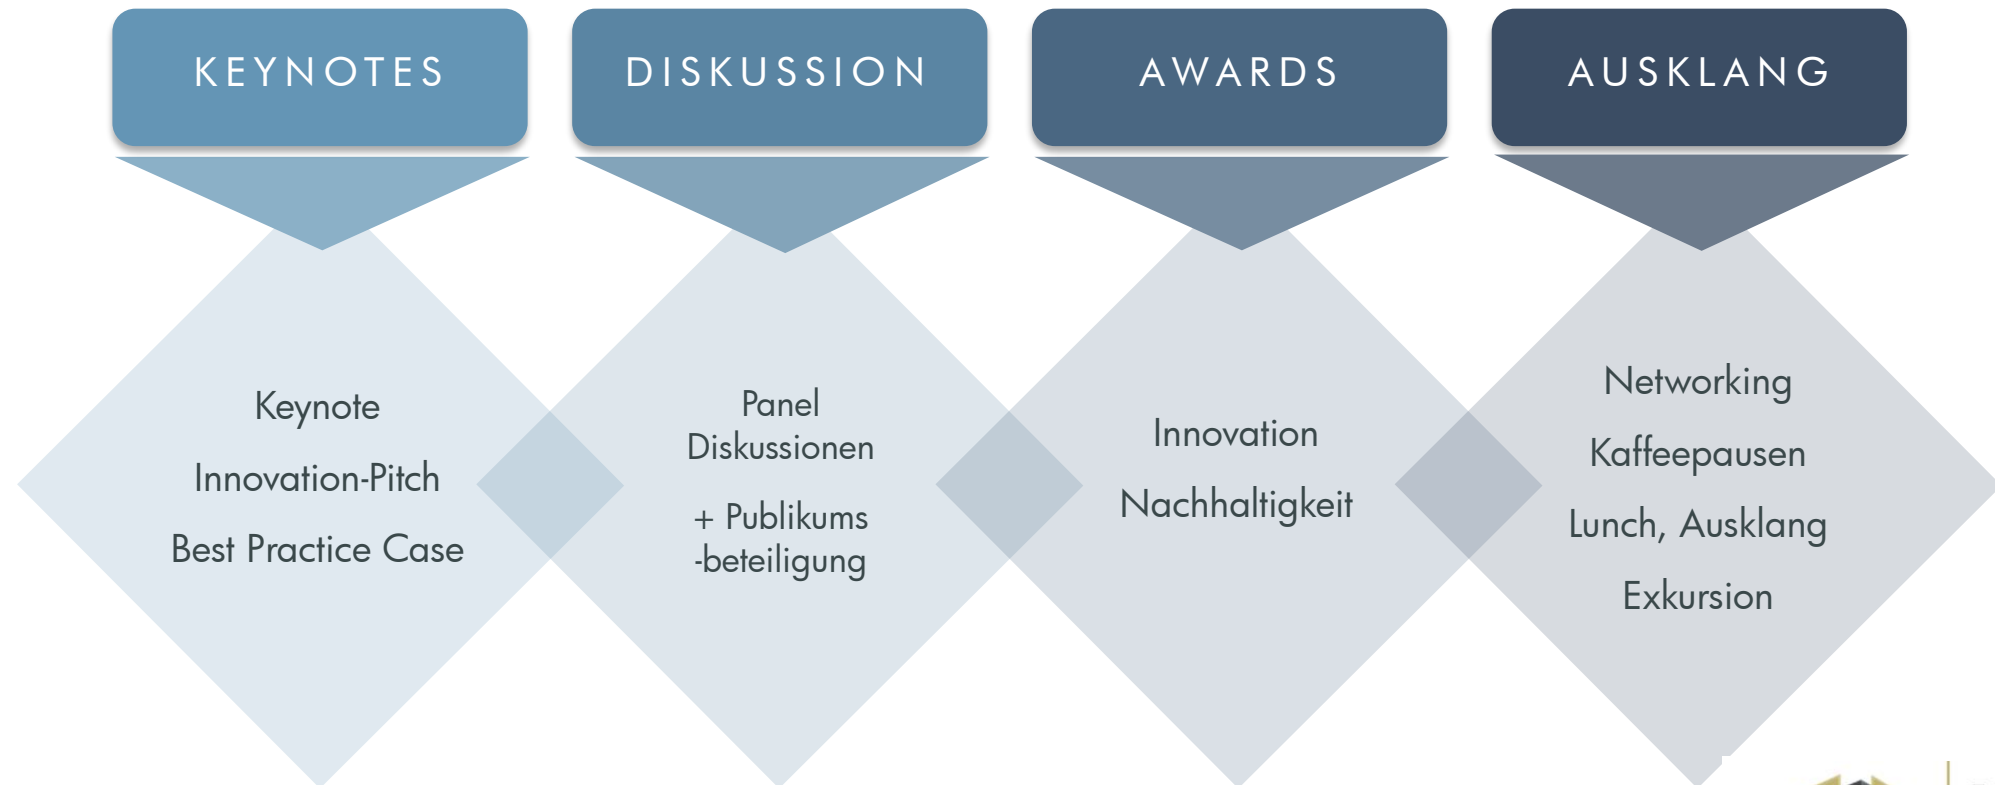 KEYNOTES
Keynote
Innovation-Pitch
Best Practice Case
DISKUSSION
Panel
Diskussionen
+ Publikums
-beteiligung
AWARDS
Innovation
Nachhaltigkeit
AUSKLANG
Networking
Kaffeepausen
Lunch, Ausklang
Exkursion